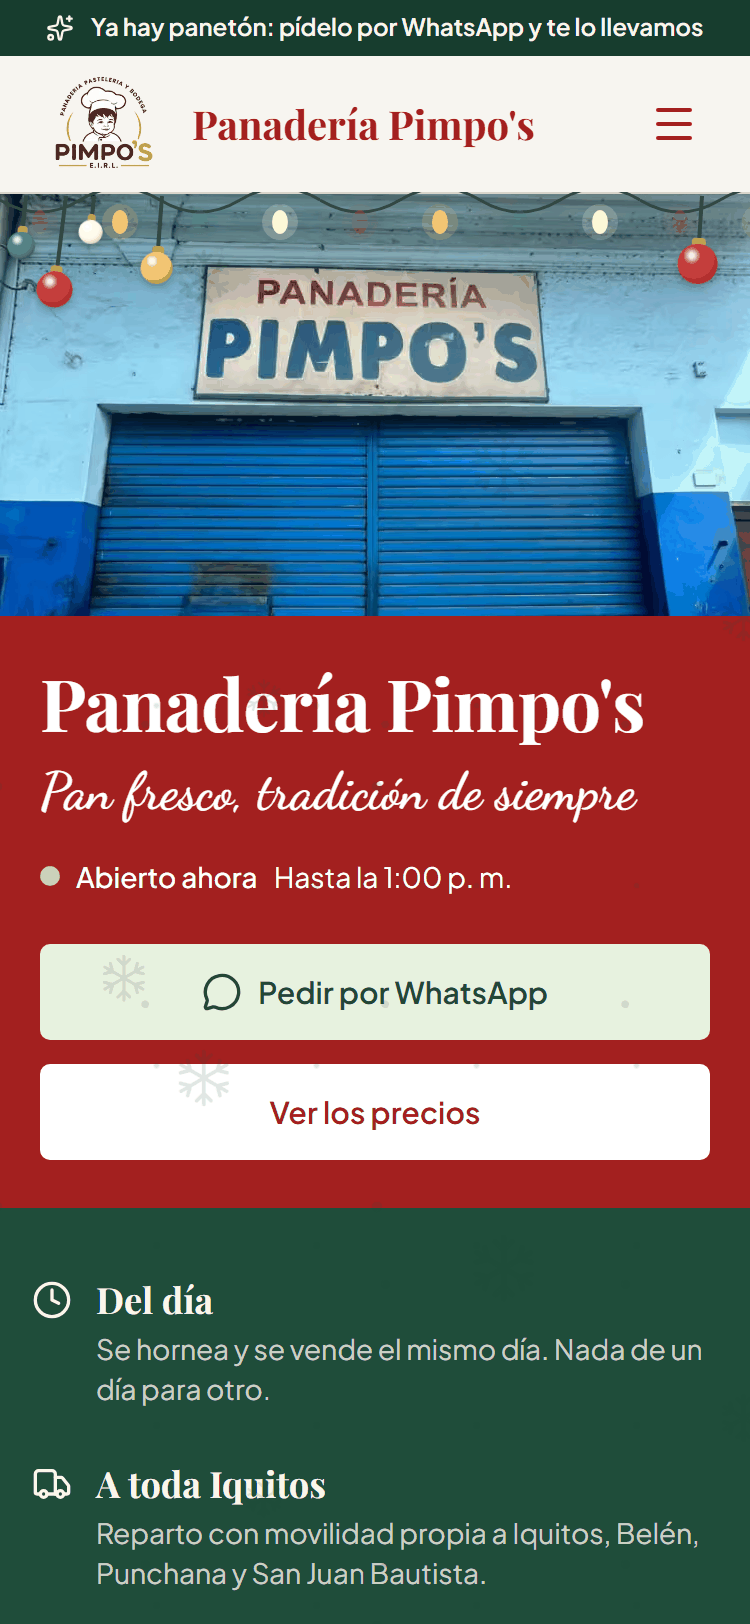 Ya hay panetón: pídelo por WhatsApp y te lo llevamos
PANADERÍA PASTELERÍA Y BODEGA
PIMPO'S
E.I.R.L.
Panadería Pimpo's
PANADERÍA
PIMPO'S
Panadería Pimpo's
Pan fresco, tradición de siempre
Abierto ahora Hasta la 1:00 p. m.
Pedir por WhatsApp
Ver los precios
Del día
Se hornea y se vende el mismo día. Nada de un
día para otro.
A toda Iquitos
Reparto con movilidad propia a Iquitos, Belén,
Punchana y San Juan Bautista.